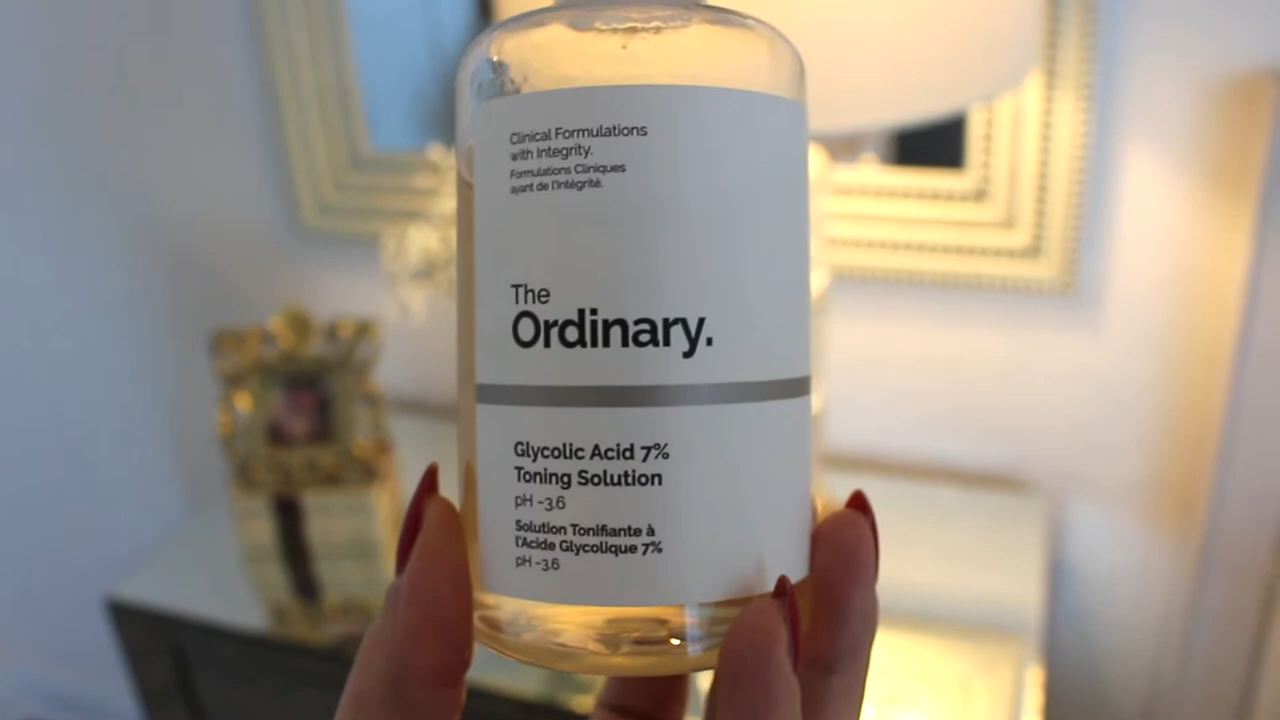 Clinical Formulations
with Integrity.
Formulations Cliniques
ayant de l'Intégrité.
The
Ordinary.
Glycolic Acid 7%
Toning Solution
pH ~3.6
Solution Tonifiante à
l'Acide Glycolique 7%
pH ~3.6